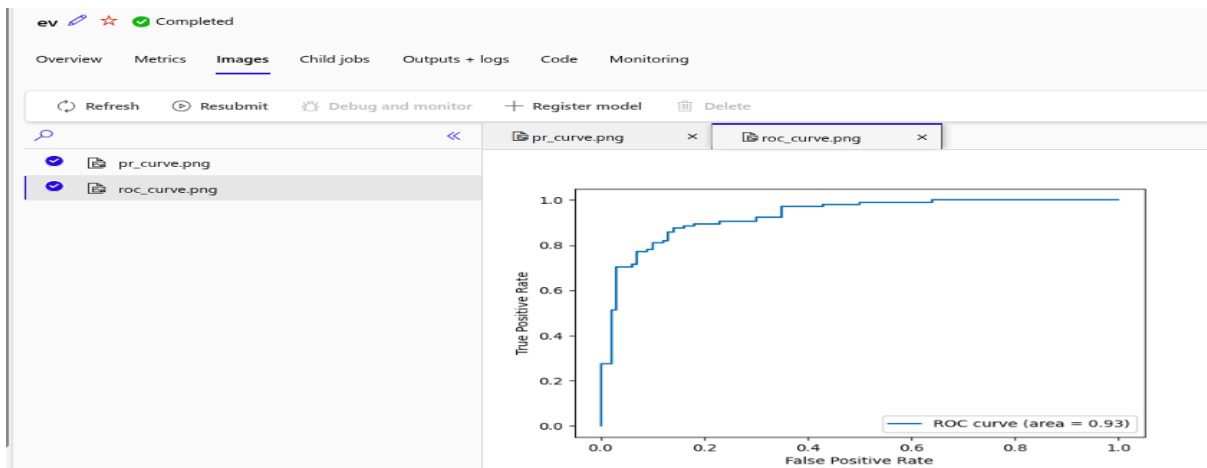 ev Completed
Overview Metrics Images Child jobs Outputs + logs Code Monitoring
Refresh Resubmit Debug and monitor Register model Delete
pr_curve.png
roc_curve.png
pr_curve.png roc_curve.png
1.0
0.8
0.6
0.4
0.2
0.0
True Positive Rate
ROC curve (area = 0.93)
0.0 0.2 0.4 0.6 0.8 1.0
False Positive Rate